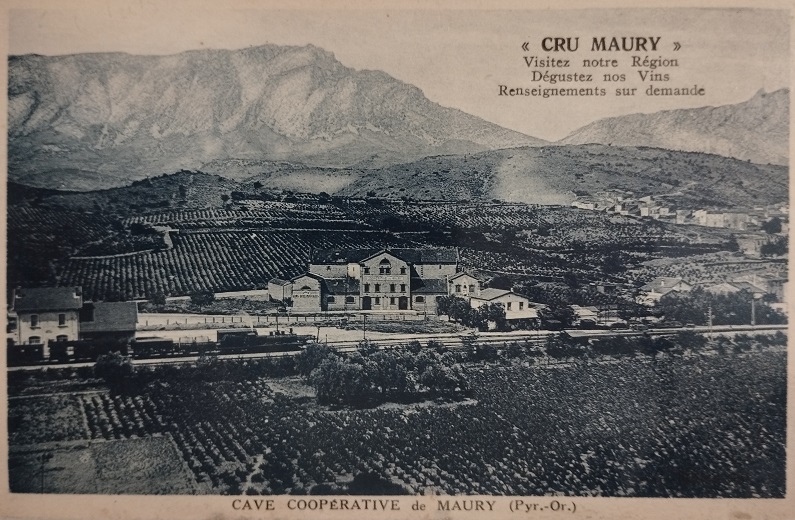 « CRU MAURY »
Visitez notre Région
Dégustez nos Vins
Renseignements sur demande
CAVE COOPÉRATIVE de MAURY (Pyr.-Or.)